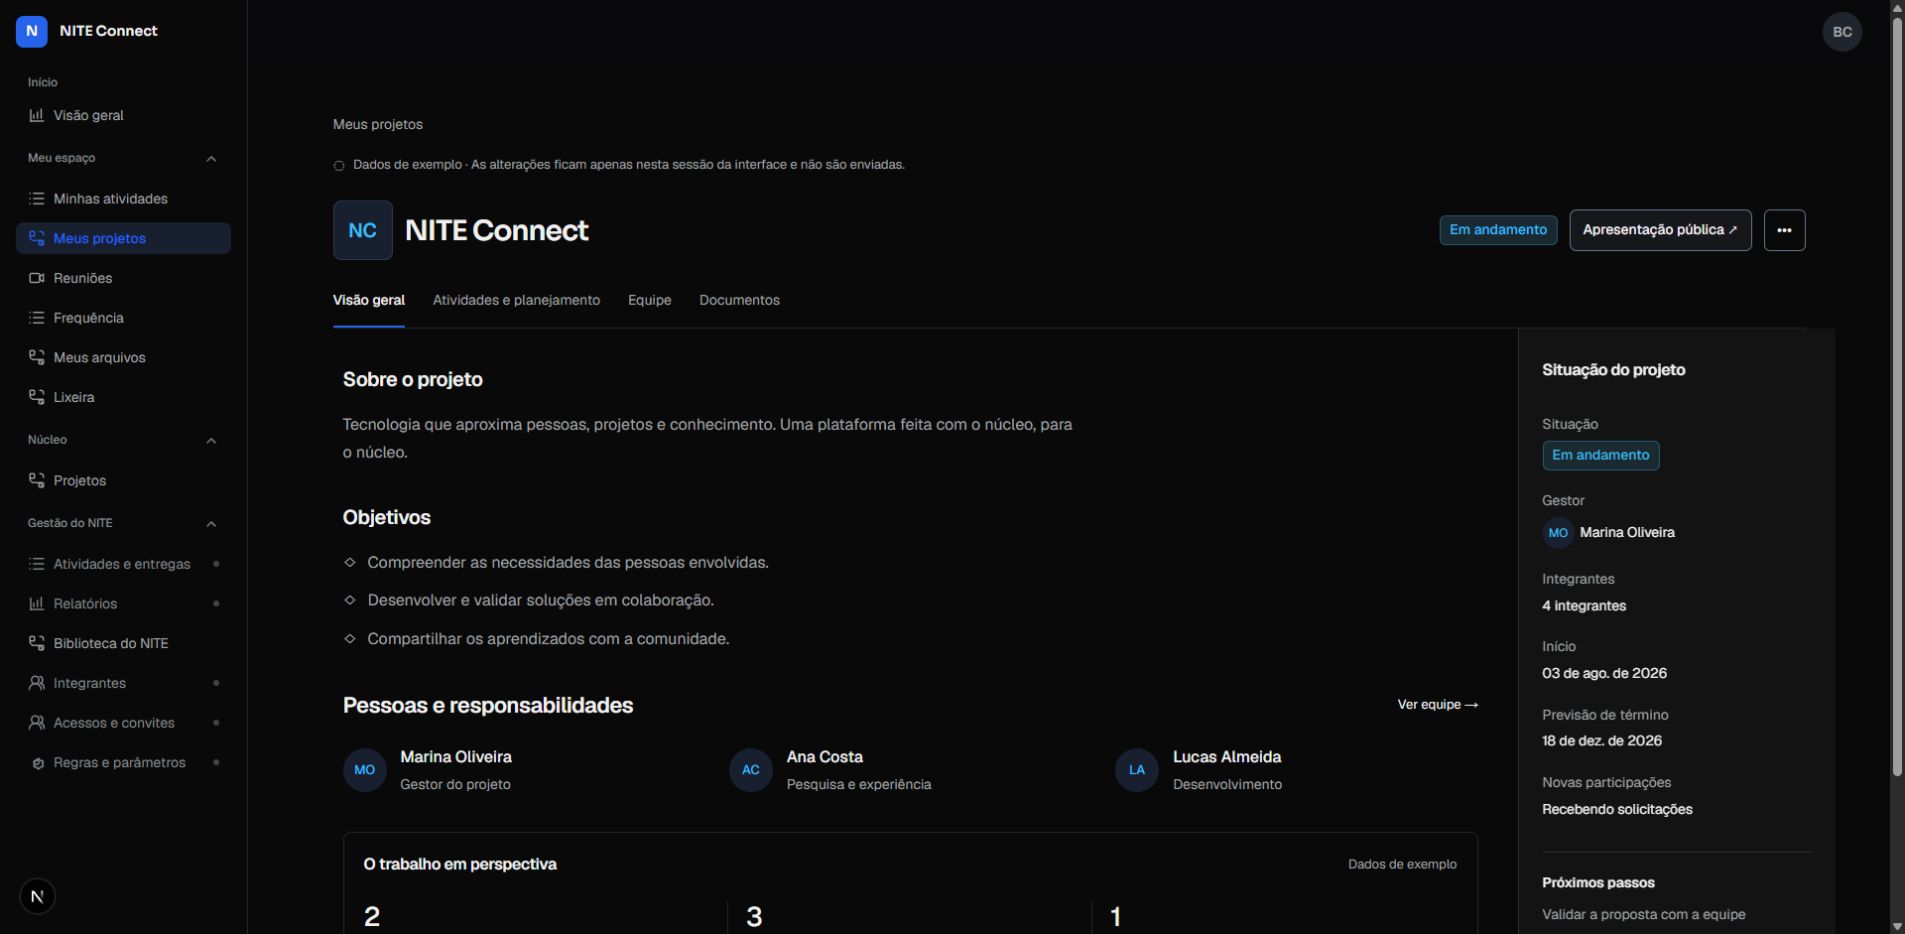 N NITE Connect
BC
Início
Visão geral
Meu espaço
Minhas atividades
Meus projetos
Reuniões
Frequência
Meus arquivos
Lixeira
Núcleo
Projetos
Gestão do NITE
Atividades e entregas
Relatórios
Biblioteca do NITE
Integrantes
Acessos e convites
Regras e parâmetros
N
Meus projetos
Dados de exemplo · As alterações ficam apenas nesta sessão da interface e não são enviadas.
NC NITE Connect
Em andamento
Apresentação pública ↗
•••
Visão geral Atividades e planejamento Equipe Documentos
Sobre o projeto
Tecnologia que aproxima pessoas, projetos e conhecimento. Uma plataforma feita com o núcleo, para
o núcleo.
Objetivos
Compreender as necessidades das pessoas envolvidas.
Desenvolver e validar soluções em colaboração.
Compartilhar os aprendizados com a comunidade.
Pessoas e responsabilidades
Ver equipe →
MO Marina Oliveira
Gestor do projeto
AC Ana Costa
Pesquisa e experiência
LA Lucas Almeida
Desenvolvimento
O trabalho em perspectiva
Dados de exemplo
2 3 1
Situação do projeto
Situação
Em andamento
Gestor
MO Marina Oliveira
Integrantes
4 integrantes
Início
03 de ago. de 2026
Previsão de término
18 de dez. de 2026
Novas participações
Recebendo solicitações
Próximos passos
Validar a proposta com a equipe